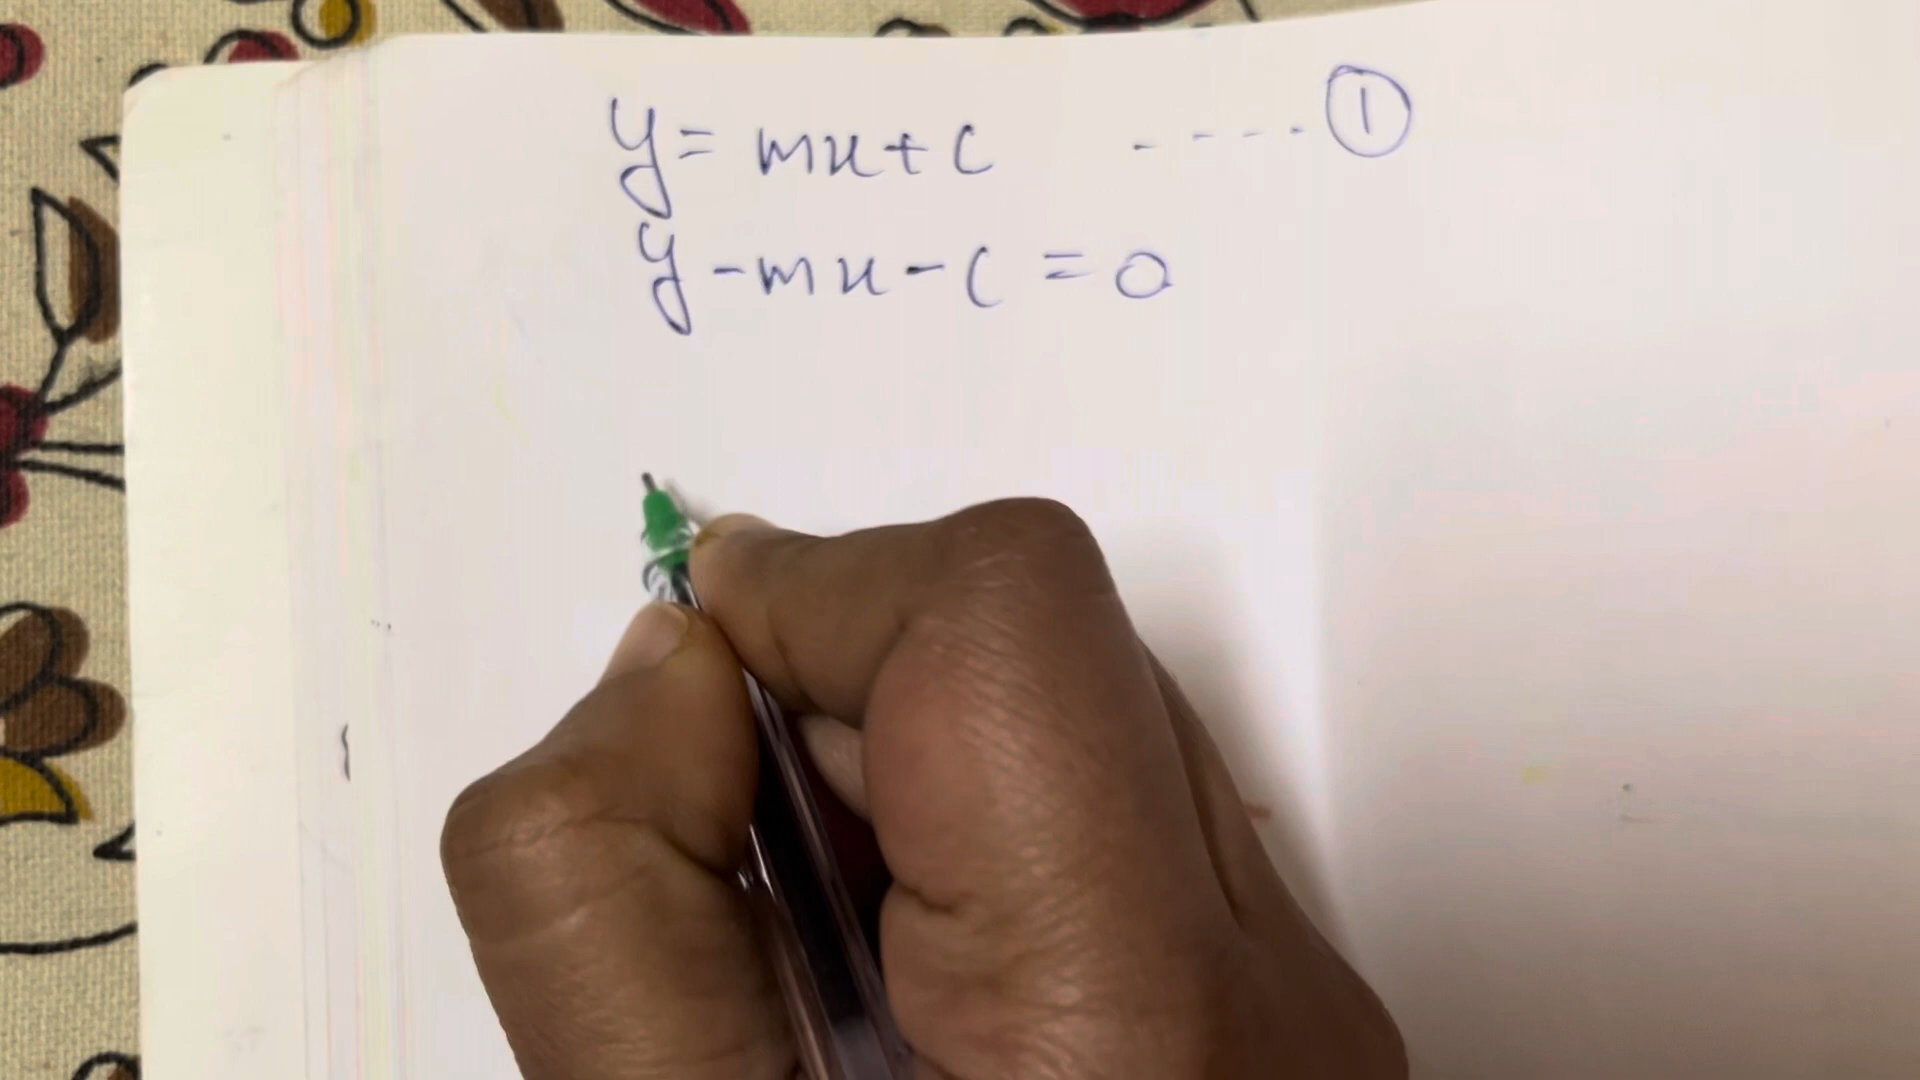 y = mx + c ----- ①
y - mx - c = 0